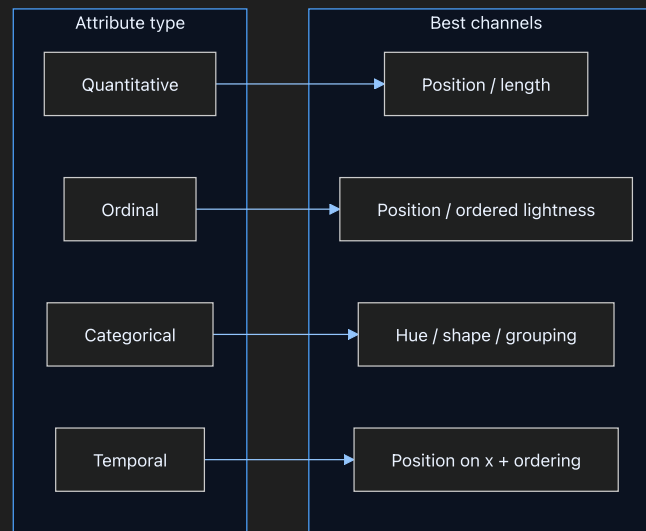 Attribute type
Best channels
Quantitative
Position / length
Ordinal
Position / ordered lightness
Categorical
Hue / shape / grouping
Temporal
Position on x + ordering